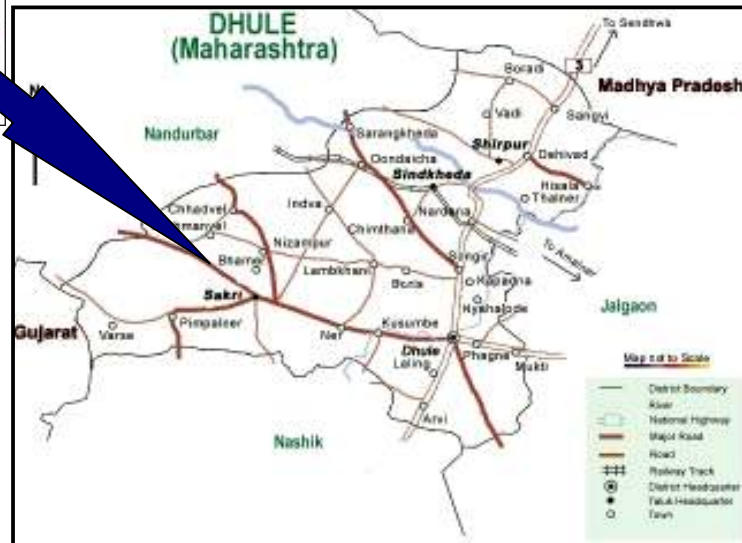 DHULE
(Maharashtra)
To Sendhwa
3
Boradi
Madhya Pradesh
N
Vadi
Sangvi
Nandurbar
Sarangkheda
Shirpur
Dahivad
Dondaicha
Sindkheda
Hisala
Thalner
Chhadvel
Indva
Nardana
Chimthana
Nizampur
To Amalner
Bhamer
Lambkhani
Songir
Buris
Kapadna
Sakri
Nyahalode
Jalgaon
Gujarat
Varse
Pimpalner
Ner
Kusumbe
Dhule
Phagne
Mukti
Laling
Map not to Scale
Arvi
Nashik
District Boundary
River
National Highway
Major Road
Road
Railway Track
District Headquarter
Taluk Headquarter
Town